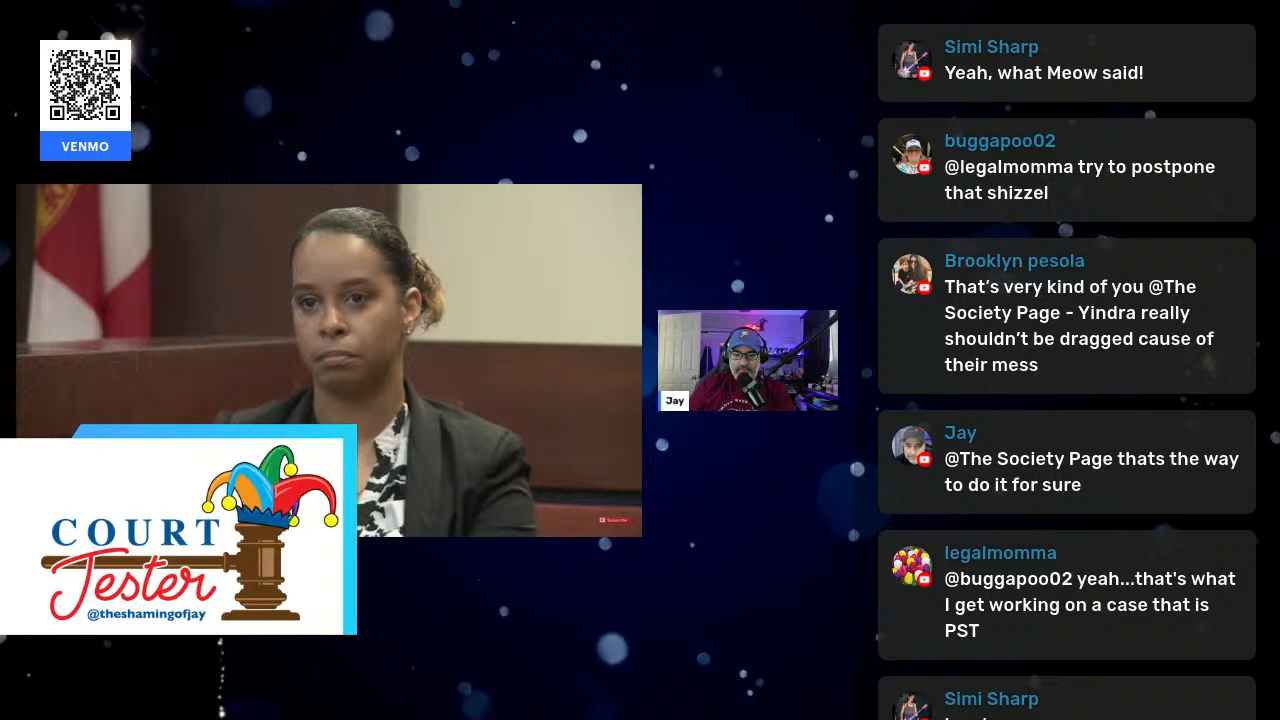 VENMO
COURT
Jester
@theshamingofjay
Subscribe
Jay
Simi Sharp
Yeah, what Meow said!
buggapoo02
@legalmomma try to postpone
that shizzel
Brooklyn pesola
That's very kind of you @The
Society Page - Yindra really
shouldn't be dragged cause of
their mess
Jay
@The Society Page thats the way
to do it for sure
legalmomma
@buggapoo02 yeah...that's what
I get working on a case that is
PST
Simi Sharp